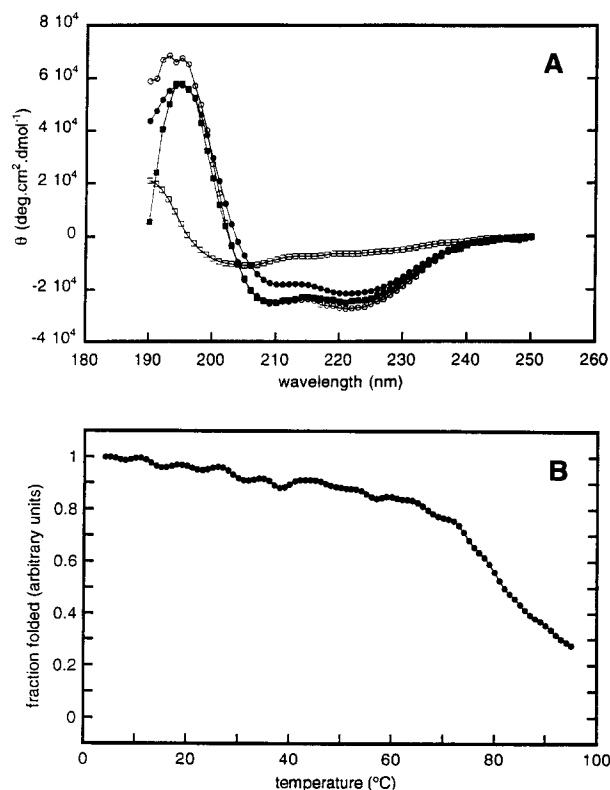 A
8 10⁴
6 10⁴
4 10⁴
2 10⁴
0
-2 10⁴
-4 10⁴
θ (deg.cm².dmol⁻¹)
180 190 200 210 220 230 240 250 260
wavelength (nm)
B
1
0.8
0.6
0.4
0.2
0
fraction folded (arbitrary units)
0 20 40 60 80 100
temperature (°C)